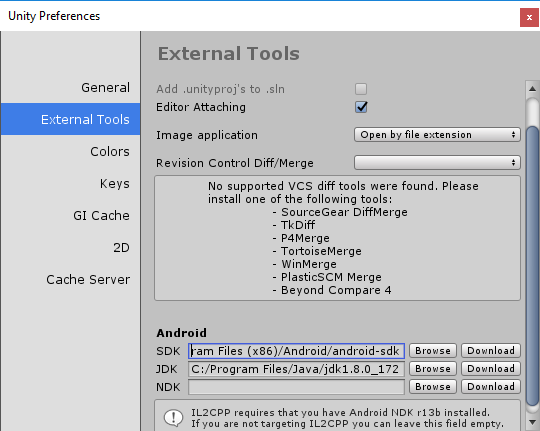 Unity Preferences
x
External Tools
General
External Tools
Colors
Keys
GI Cache
2D
Cache Server
Add .unityproj's to .sln
Editor Attaching
Image application
Open by file extension
Revision Control Diff/Merge
No supported VCS diff tools were found. Please
install one of the following tools:
- SourceGear DiffMerge
- TkDiff
- P4Merge
- TortoiseMerge
- WinMerge
- PlasticSCM Merge
- Beyond Compare 4
Android
SDK ram Files (x86)/Android/android-sdk Browse Download
JDK C:/Program Files/Java/jdk1.8.0_172 Browse Download
NDK Browse Download
IL2CPP requires that you have Android NDK r13b installed.
If you are not targeting IL2CPP you can leave this field empty.